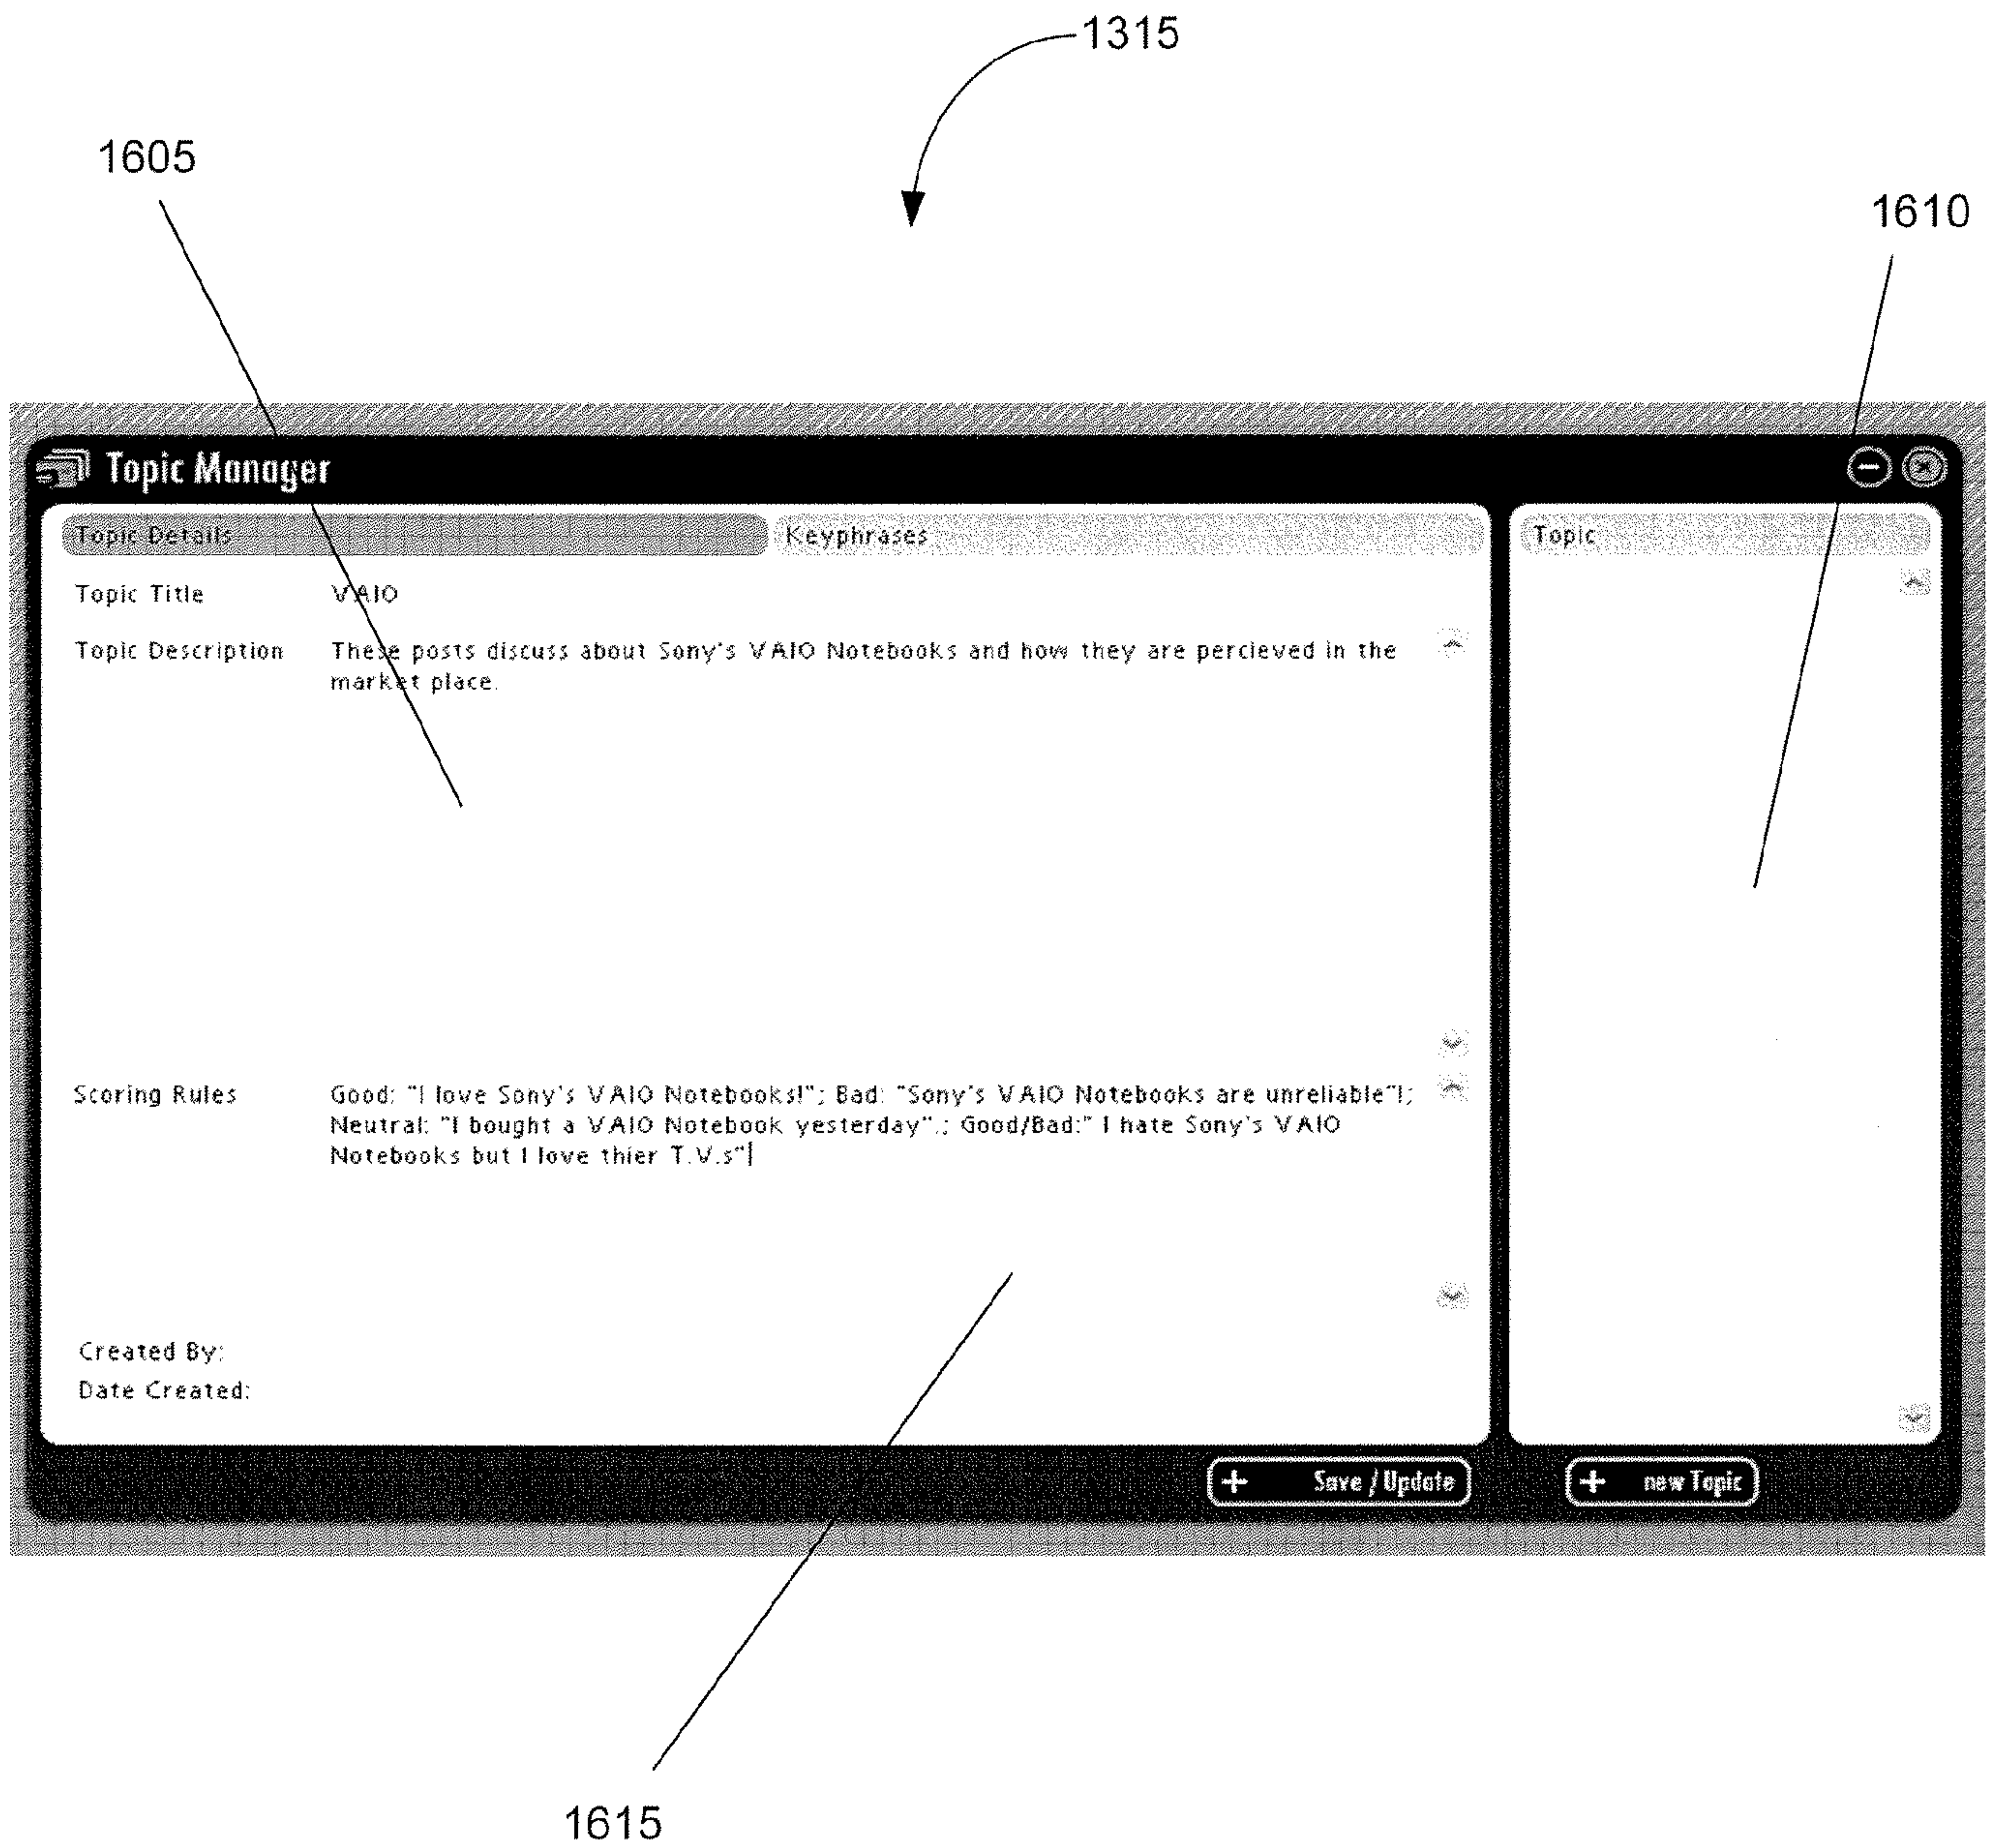 1315
1605
1610
Topic Manager
Topic Details
Keyphrases
Topic
Topic Title
VAIO
Topic Description
These posts discuss about Sony's VAIO Notebooks and how they are percieved in the
market place.
Scoring Rules
Good: "I love Sony's VAIO Notebooks!"; Bad: "Sony's VAIO Notebooks are unreliable"!;
Neutral: "I bought a VAIO Notebook yesterday".; Good/Bad:" I hate Sony's VAIO
Notebooks but I love thier T.V.s"
Created By:
Date Created:
+ Save / Update
+ new Topic
1615